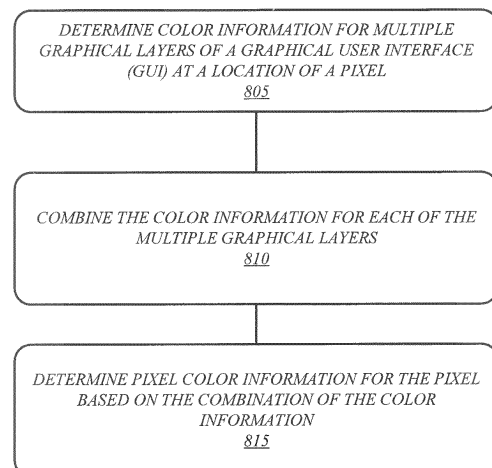 DETERMINE COLOR INFORMATION FOR MULTIPLE
GRAPHICAL LAYERS OF A GRAPHICAL USER INTERFACE
(GUI) AT A LOCATION OF A PIXEL
805
COMBINE THE COLOR INFORMATION FOR EACH OF THE
MULTIPLE GRAPHICAL LAYERS
810
DETERMINE PIXEL COLOR INFORMATION FOR THE PIXEL
BASED ON THE COMBINATION OF THE COLOR
INFORMATION
815